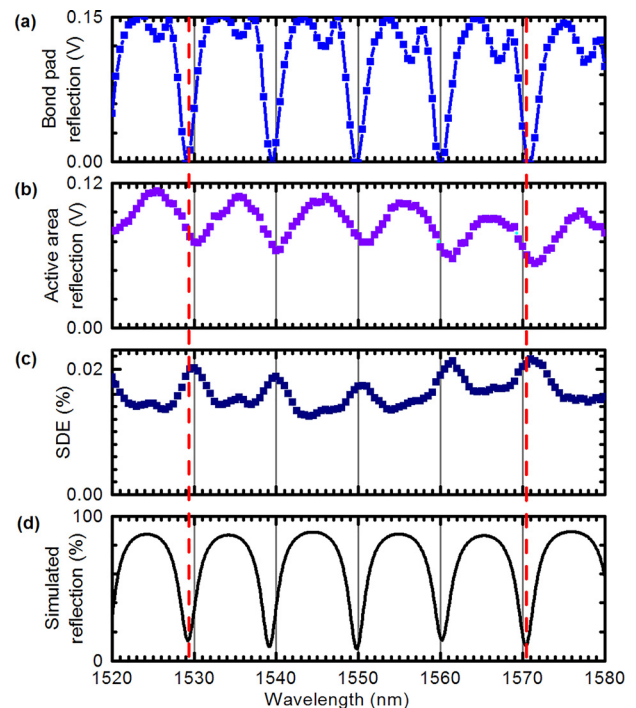 (a)
Bond pad
reflection (V)
0.15
0.00
(b)
Active area
reflection (V)
0.12
0.00
(c)
SDE (%)
0.02
0.00
(d)
Simulated
reflection (%)
100
0
1520 1530 1540 1550 1560 1570 1580
Wavelength (nm)